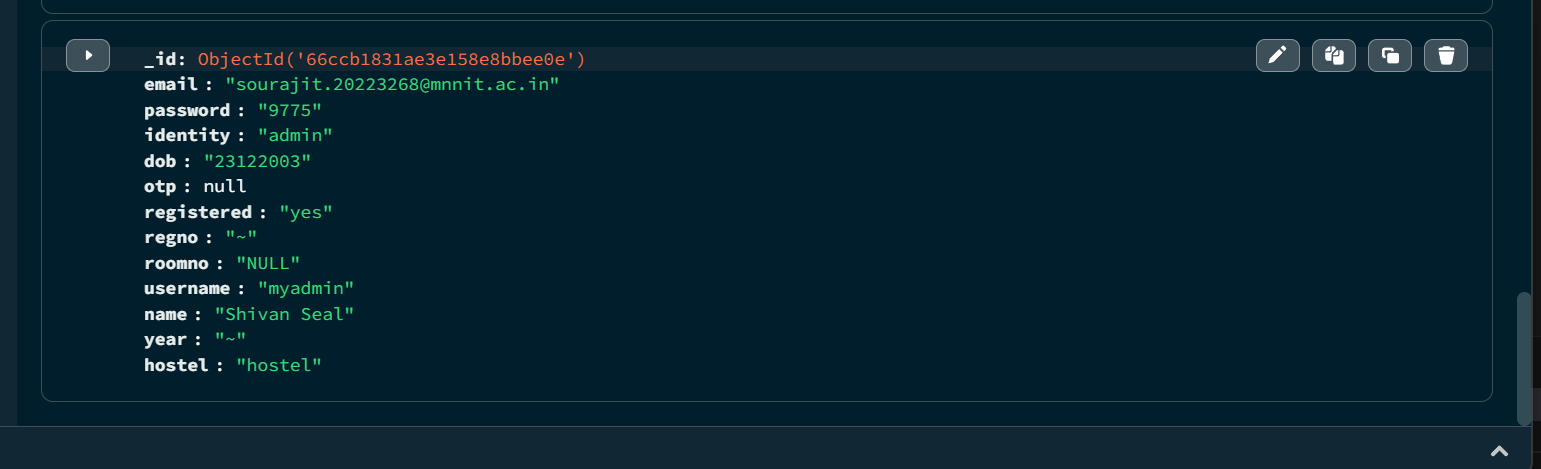 _id: ObjectId('66ccb1831ae3e158e8bbee0e')
email : "sourajit.20223268@mnnit.ac.in"
password : "9775"
identity : "admin"
dob : "23122003"
otp : null
registered : "yes"
regno : "~"
roomno : "NULL"
username : "myadmin"
name : "Shivan Seal"
year : "~"
hostel : "hostel"